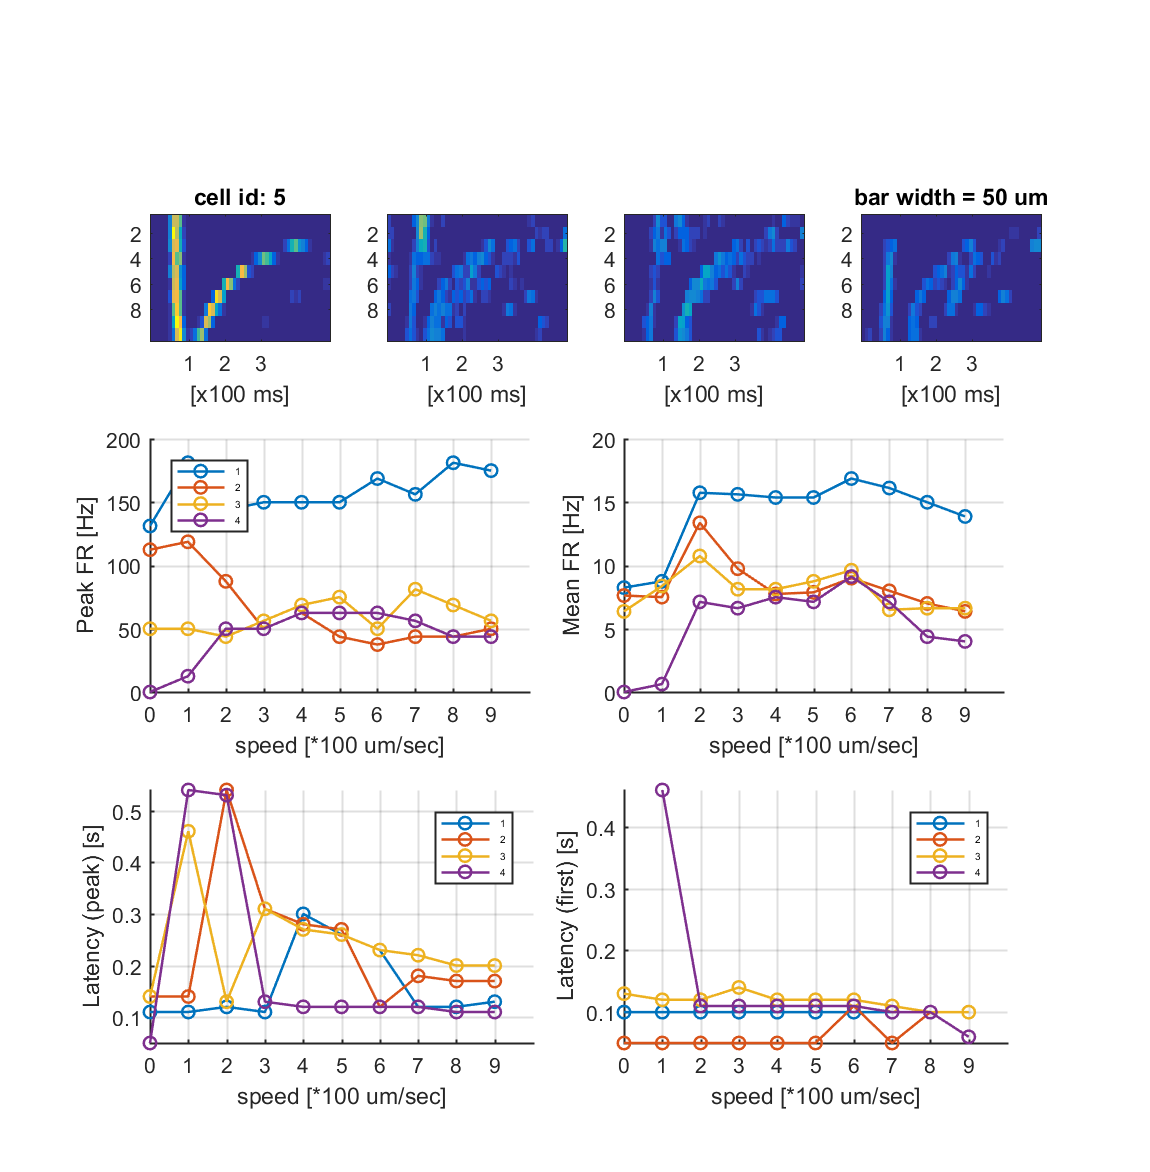 cell id: 5
bar width = 50 um
2
4
6
8
1 2 3
[x100 ms]
2
4
6
8
1 2 3
[x100 ms]
2
4
6
8
1 2 3
[x100 ms]
2
4
6
8
1 2 3
[x100 ms]
Peak FR [Hz]
200
150
100
50
0
1
2
3
4
0 1 2 3 4 5 6 7 8 9
speed [*100 um/sec]
Mean FR [Hz]
20
15
10
5
0
0 1 2 3 4 5 6 7 8 9
speed [*100 um/sec]
Latency (peak) [s]
0.5
0.4
0.3
0.2
0.1
1
2
3
4
0 1 2 3 4 5 6 7 8 9
speed [*100 um/sec]
Latency (first) [s]
0.4
0.3
0.2
0.1
1
2
3
4
0 1 2 3 4 5 6 7 8 9
speed [*100 um/sec]